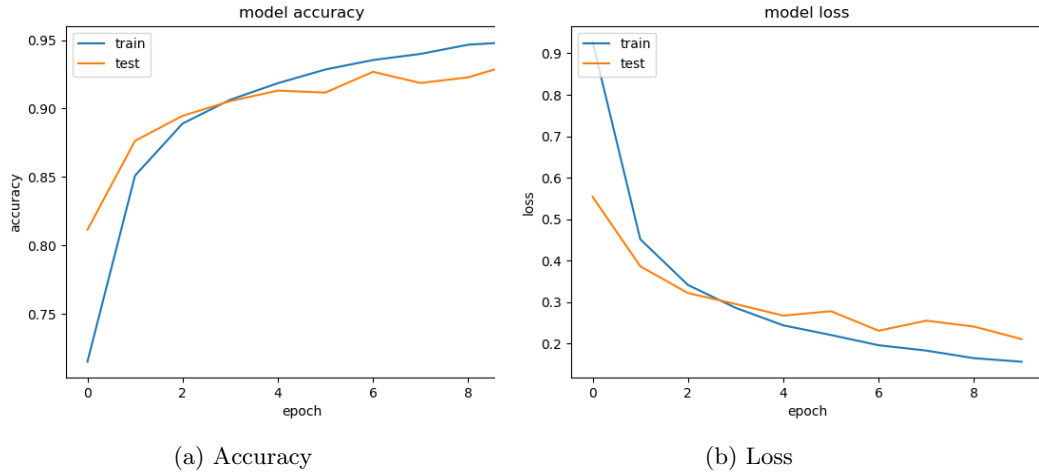 model accuracy
train
test
0.95
0.90
0.85
0.80
0.75
accuracy
0 2 4 6 8
epoch
(a) Accuracy
model loss
train
test
0.9
0.8
0.7
0.6
0.5
0.4
0.3
0.2
loss
0 2 4 6 8
epoch
(b) Loss